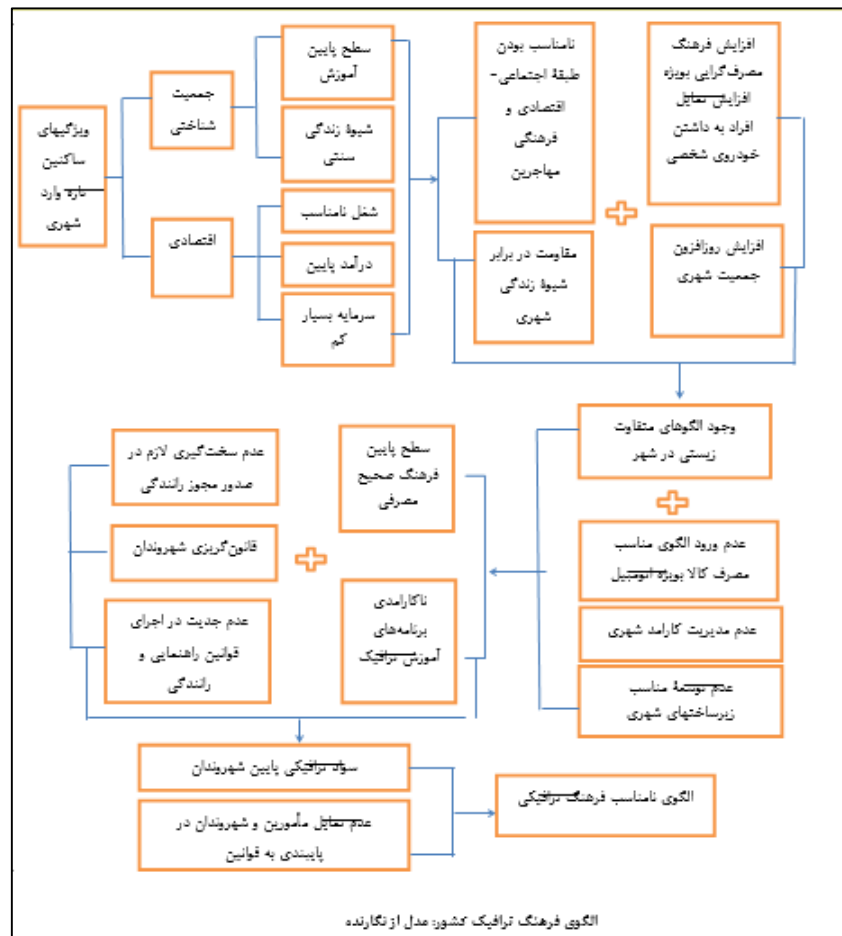 ویژگیهای
ساکنین
تازه وارد
شهری
جمعیت
شناختی
اقتصادی
سطح پایین
آموزش
شیوۀ زندگی
سنتی
شغل نامناسب
درآمد پایین
سرمایه بسیار
کم
نامناسب بودن
طبقۀ اجتماعی-
اقتصادی و
فرهنگی
مهاجرین
مقاومت در برابر
شیوۀ زندگی
شهری
افزایش فرهنگ
مصرف‌گرایی بویژه
افزایش تمایل
افراد به داشتن
خودروی شخصی
افزایش روزافزون
جمعیت شهری
وجود الگوهای متفاوت
زیستی در شهر
عدم ورود الگوی مناسب
مصرف کالا بویژه اتومبیل
عدم مدیریت کارامد شهری
عدم توسعۀ مناسب
زیرساختهای شهری
سطح پایین
فرهنگ صحیح
مصرفی
ناکارامدی
برنامه‌های
آموزش ترافیک
عدم سخت‌گیری لازم در
صدور مجوز رانندگی
قانون‌گریزی شهروندان
عدم جدیت در اجرای
قوانین راهنمایی و
رانندگی
سواد ترافیکی پایین شهروندان
عدم تمایل مأمورین و شهروندان در
پایبندی به قوانین
الگوی نامناسب فرهنگ ترافیکی
الگوی فرهنگ ترافیک کشور: مدل از نگارنده